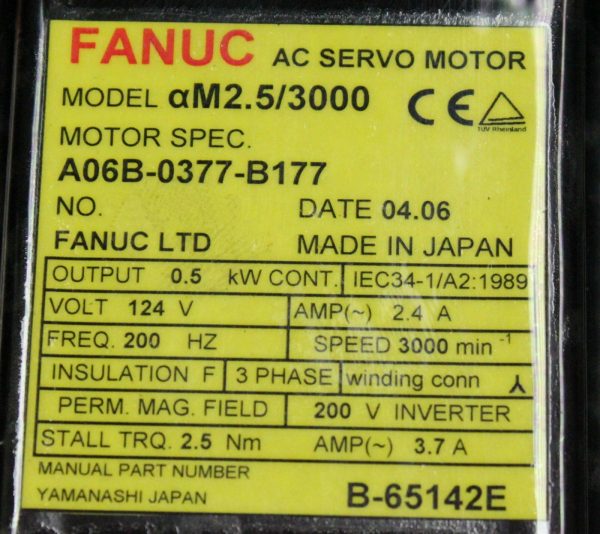 FANUC AC SERVO MOTOR
MODEL αM2.5/3000 CE
TUV Rheinland
MOTOR SPEC.
A06B-0377-B177
NO. DATE 04.06
FANUC LTD MADE IN JAPAN
OUTPUT 0.5 kW CONT. IEC34-1/A2:1989
VOLT 124 V AMP(~) 2.4 A
FREQ. 200 HZ SPEED 3000 min⁻¹
INSULATION F 3 PHASE winding conn
PERM. MAG. FIELD 200 V INVERTER
STALL TRQ. 2.5 Nm AMP(~) 3.7 A
MANUAL PART NUMBER
YAMANASHI JAPAN B-65142E